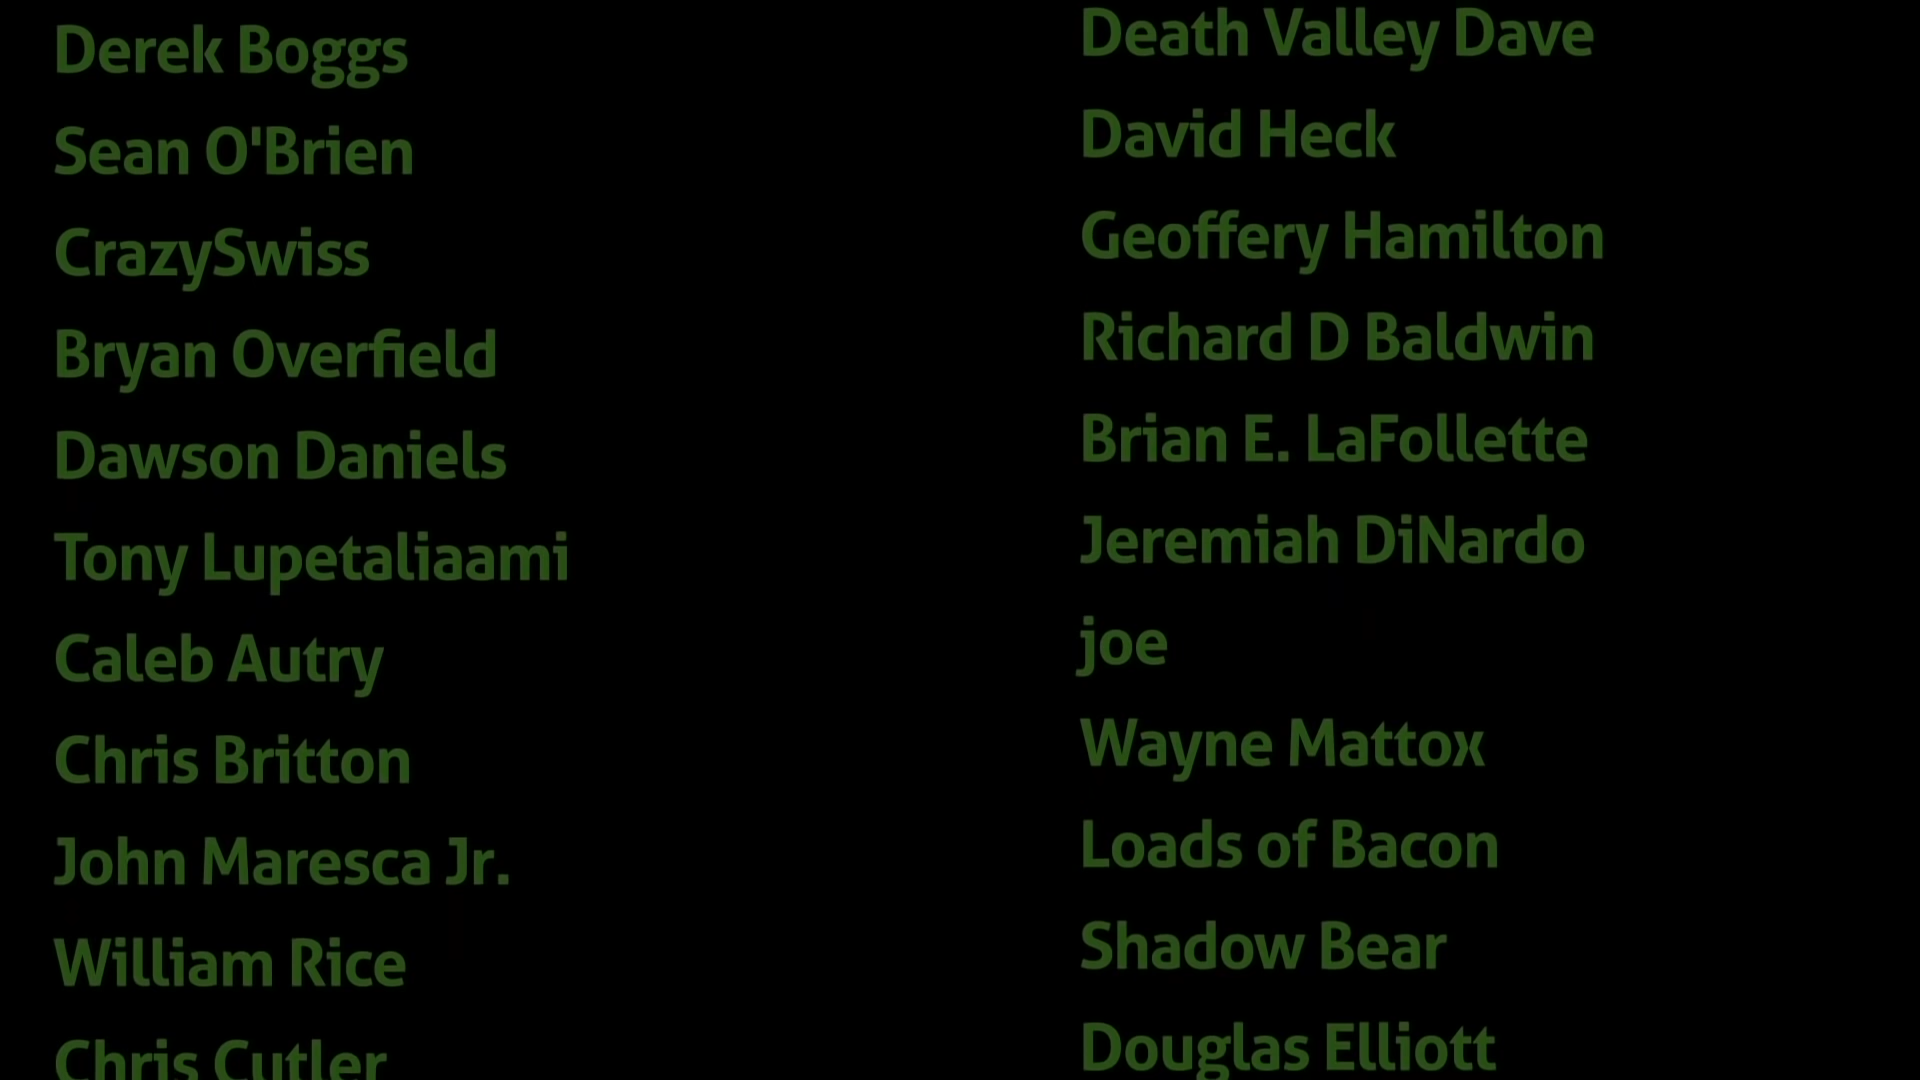 Derek Boggs
Sean O'Brien
CrazySwiss
Bryan Overfield
Dawson Daniels
Tony Lupetaliaami
Caleb Autry
Chris Britton
John Maresca Jr.
William Rice
Chris Cutler
Death Valley Dave
David Heck
Geoffery Hamilton
Richard D Baldwin
Brian E. LaFollette
Jeremiah DiNardo
joe
Wayne Mattox
Loads of Bacon
Shadow Bear
Douglas Elliott